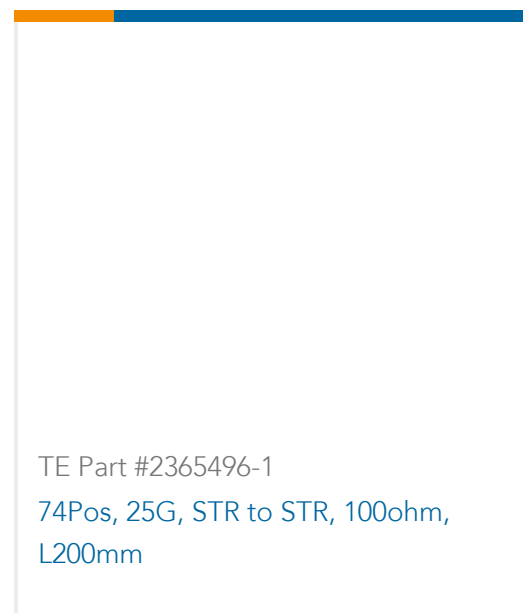 TE Part #2365496-1
74Pos, 25G, STR to STR, 100ohm,
L200mm